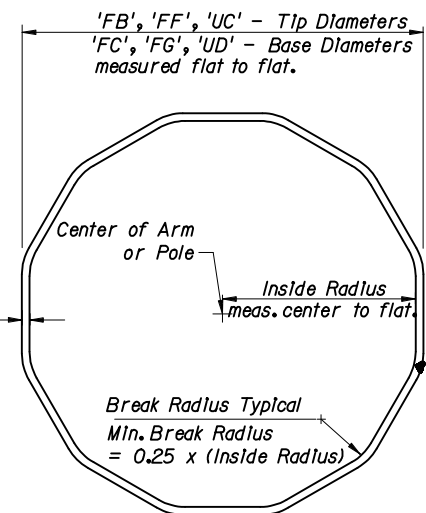 'FB', 'FF', 'UC' - Tip Diameters
'FC', 'FG', 'UD' - Base Diameters
measured flat to flat.
Center of Arm
or Pole
Inside Radius
meas. center to flat.
Break Radius Typical
Min. Break Radius
= 0.25 x (Inside Radius)